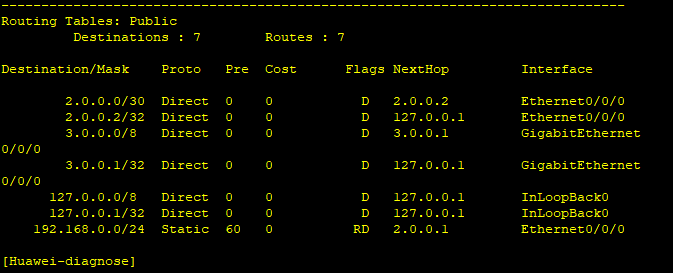 ------------------------------------------------------------------------------
Routing Tables: Public
         Destinations : 7        Routes : 7

Destination/Mask    Proto  Pre  Cost      Flags NextHop         Interface

        2.0.0.0/30  Direct  0    0           D   2.0.0.2         Ethernet0/0/0
        2.0.0.2/32  Direct  0    0           D   127.0.0.1       Ethernet0/0/0
        3.0.0.0/8   Direct  0    0           D   3.0.0.1         GigabitEthernet
0/0/0
        3.0.0.1/32  Direct  0    0           D   127.0.0.1       GigabitEthernet
0/0/0
      127.0.0.0/8   Direct  0    0           D   127.0.0.1       InLoopBack0
      127.0.0.1/32  Direct  0    0           D   127.0.0.1       InLoopBack0
    192.168.0.0/24  Static  60   0          RD   2.0.0.1         Ethernet0/0/0

[Huawei-diagnose]